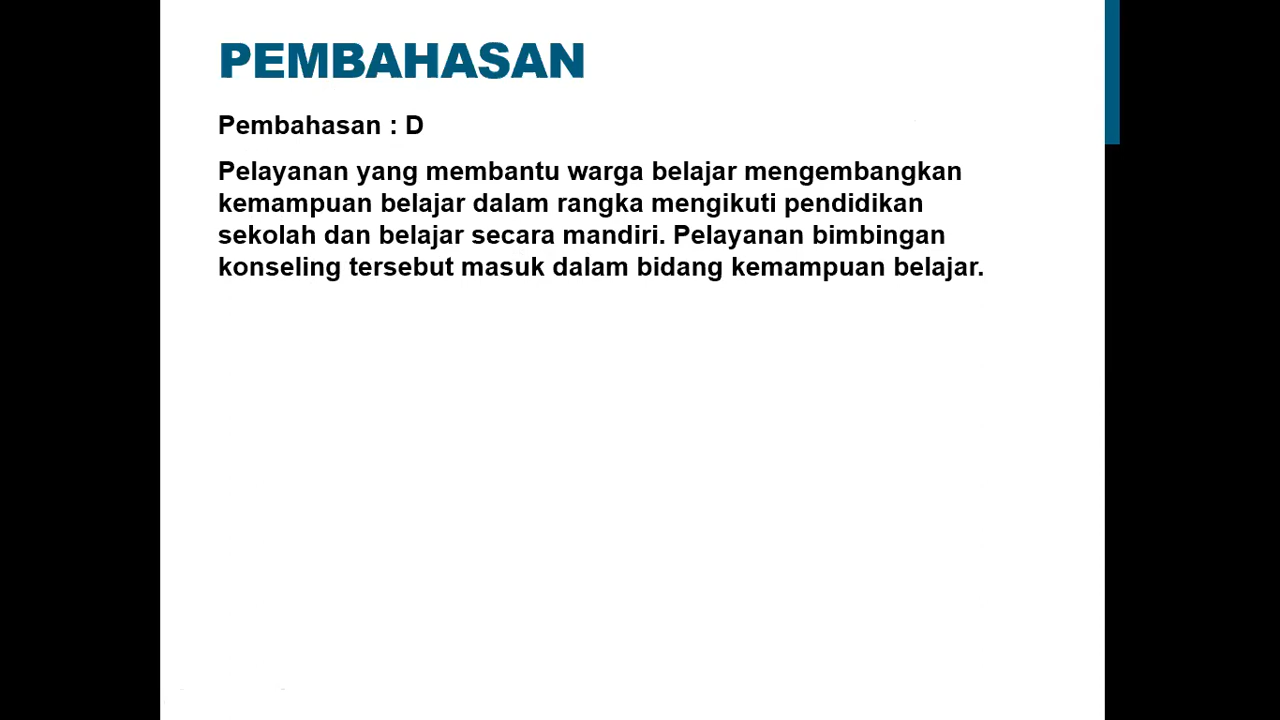 PEMBAHASAN
Pembahasan : D
Pelayanan yang membantu warga belajar mengembangkan
kemampuan belajar dalam rangka mengikuti pendidikan
sekolah dan belajar secara mandiri. Pelayanan bimbingan
konseling tersebut masuk dalam bidang kemampuan belajar.